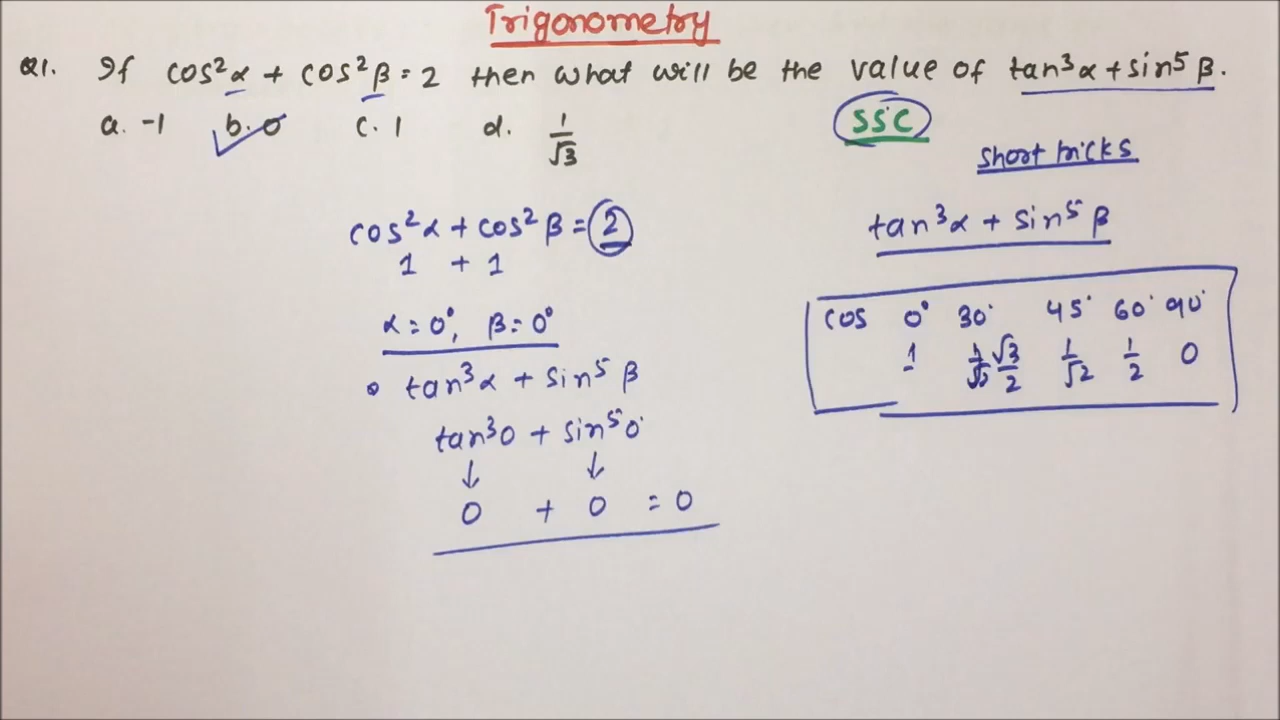 Trigonometry
Q1. If cos²α + cos²β = 2 then what will be the value of tan³α + sin⁵β.
a. -1 b. 0 c. 1 d. 1/√3
SSC
Short tricks
cos²α + cos²β = 2
1 + 1
α = 0°, β = 0°
tan³α + sin⁵β
tan³0 + sin⁵0°
0 + 0 = 0
tan³α + sin⁵β
cos 0° 30° 45° 60° 90°
1 √3/2 1/√2 1/2 0